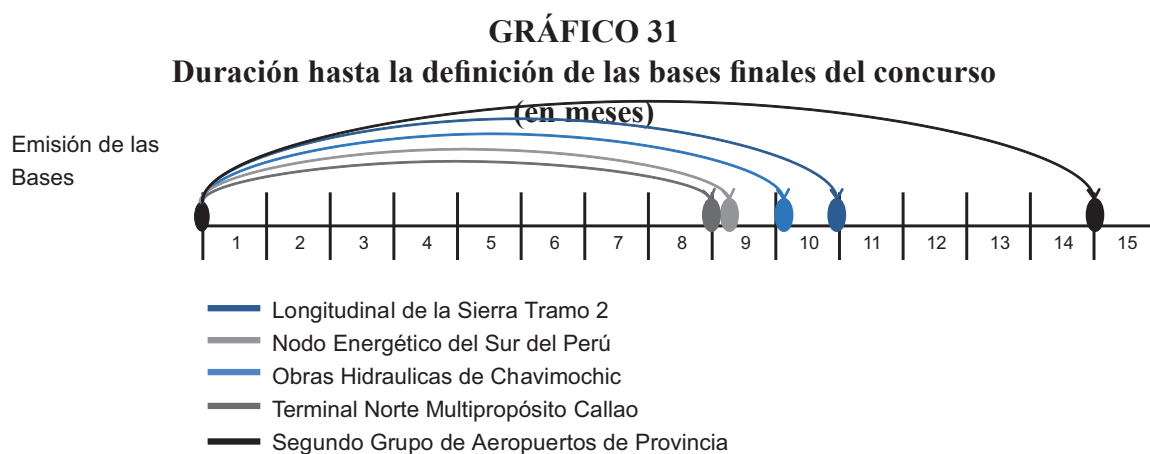 GRÁFICO 31
Duración hasta la definición de las bases finales del concurso
(en meses)
Emisión de las
Bases
1 2 3 4 5 6 7 8 9 10 11 12 13 14 15
Longitudinal de la Sierra Tramo 2
Nodo Energético del Sur del Perú
Obras Hidraulicas de Chavimochic
Terminal Norte Multipropósito Callao
Segundo Grupo de Aeropuertos de Provincia